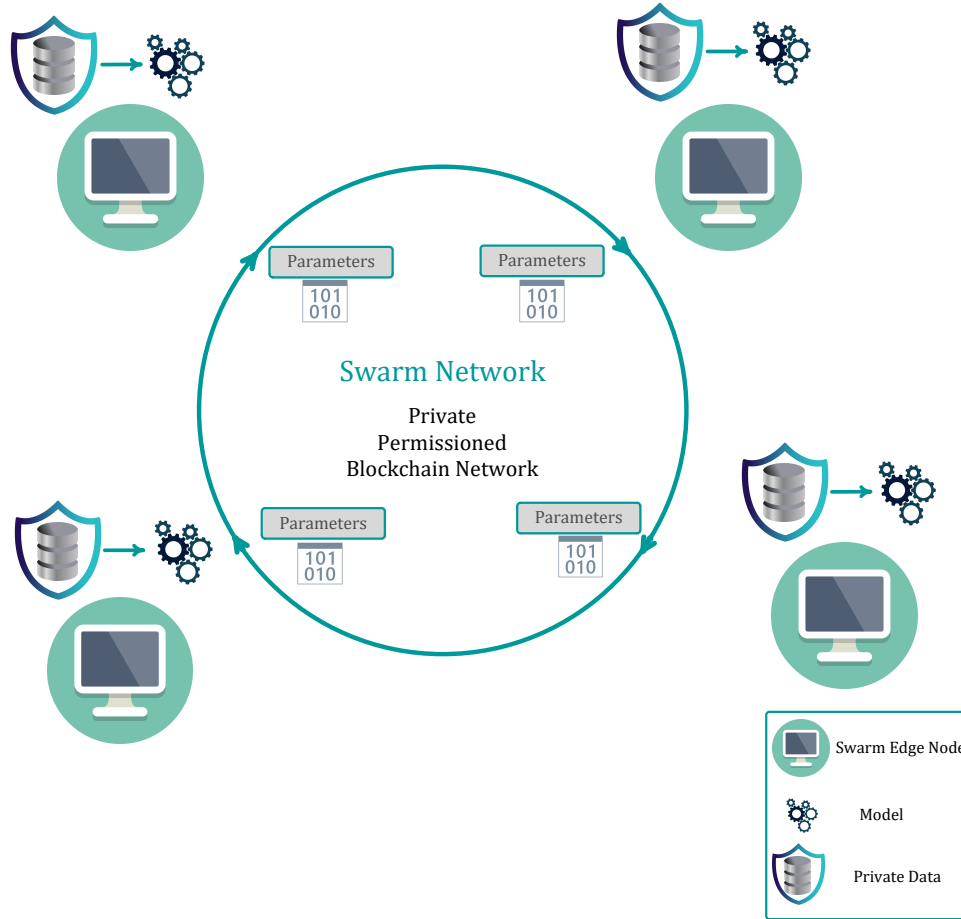 Parameters
101
010
Parameters
101
010
Swarm Network
Private
Permissioned
Blockchain Network
Parameters
101
010
Parameters
101
010
Swarm Edge Node
Model
Private Data